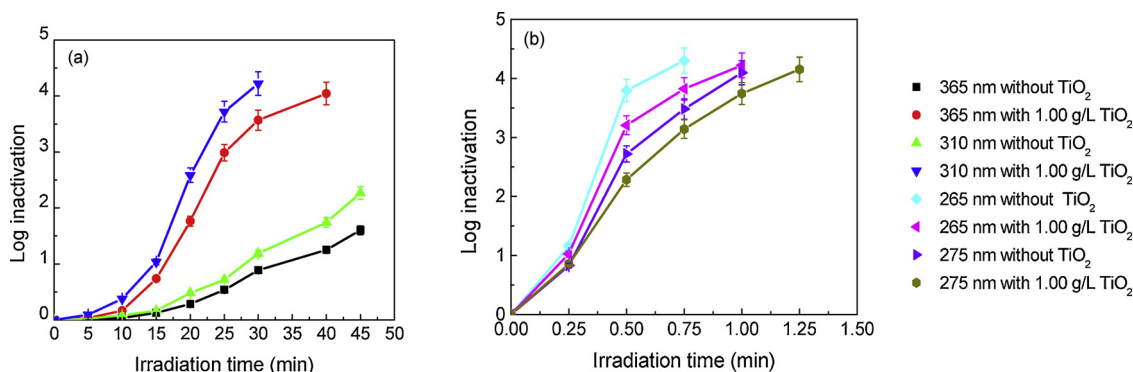 (a)
Log inactivation
5
4
3
2
1
0
0 5 10 15 20 25 30 35 40 45 50
Irradiation time (min)
(b)
Log inactivation
5
4
3
2
1
0
0.00 0.25 0.50 0.75 1.00 1.25 1.50
Irradiation time (min)
365 nm without TiO₂
365 nm with 1.00 g/L TiO₂
310 nm without TiO₂
310 nm with 1.00 g/L TiO₂
265 nm without TiO₂
265 nm with 1.00 g/L TiO₂
275 nm without TiO₂
275 nm with 1.00 g/L TiO₂